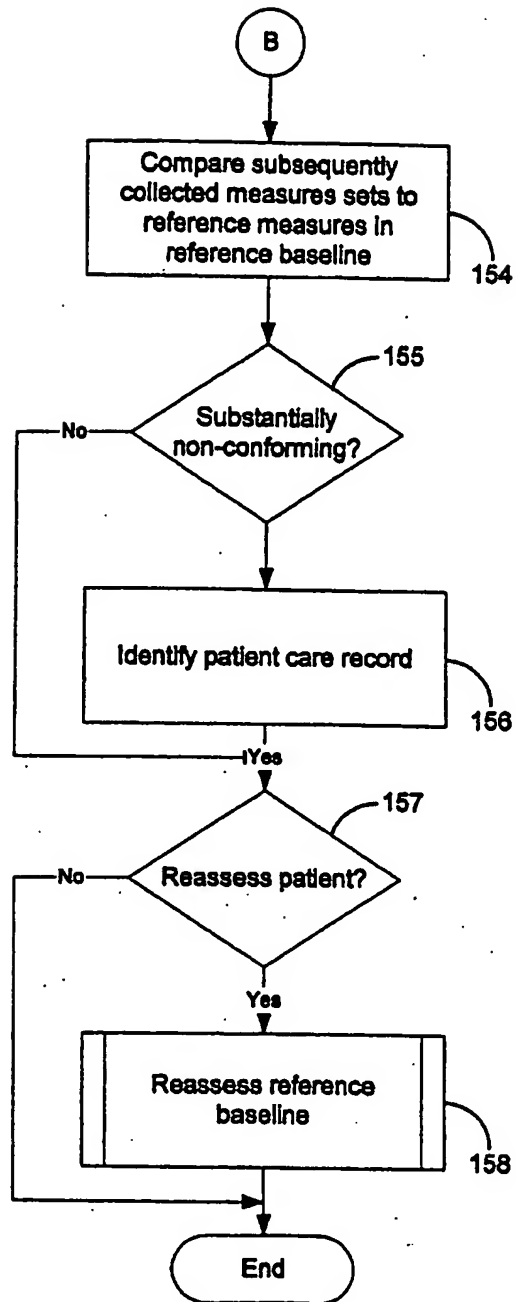 B
Compare subsequently
collected measures sets to
reference measures in
reference baseline
154
155
Substantially
non-conforming?
No
Identify patient care record
156
Yes
157
Reassess patient?
No
Yes
Reassess reference
baseline
158
End